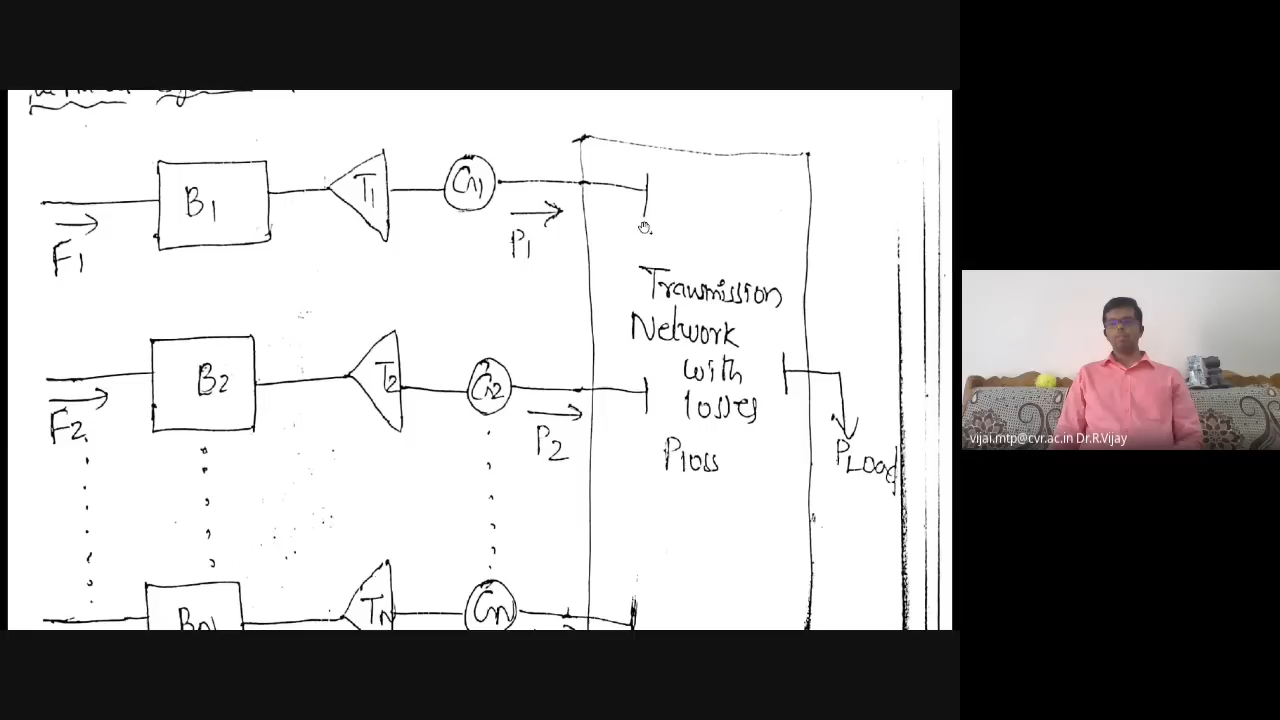 B1
T1
G1
F1
P1
Transmission
Network
with
losses
Ploss
B2
T2
G2
F2
P2
PLoad
Bn
Tn
Gn
vijai.mtp@cvr.ac.in Dr.R.Vijay